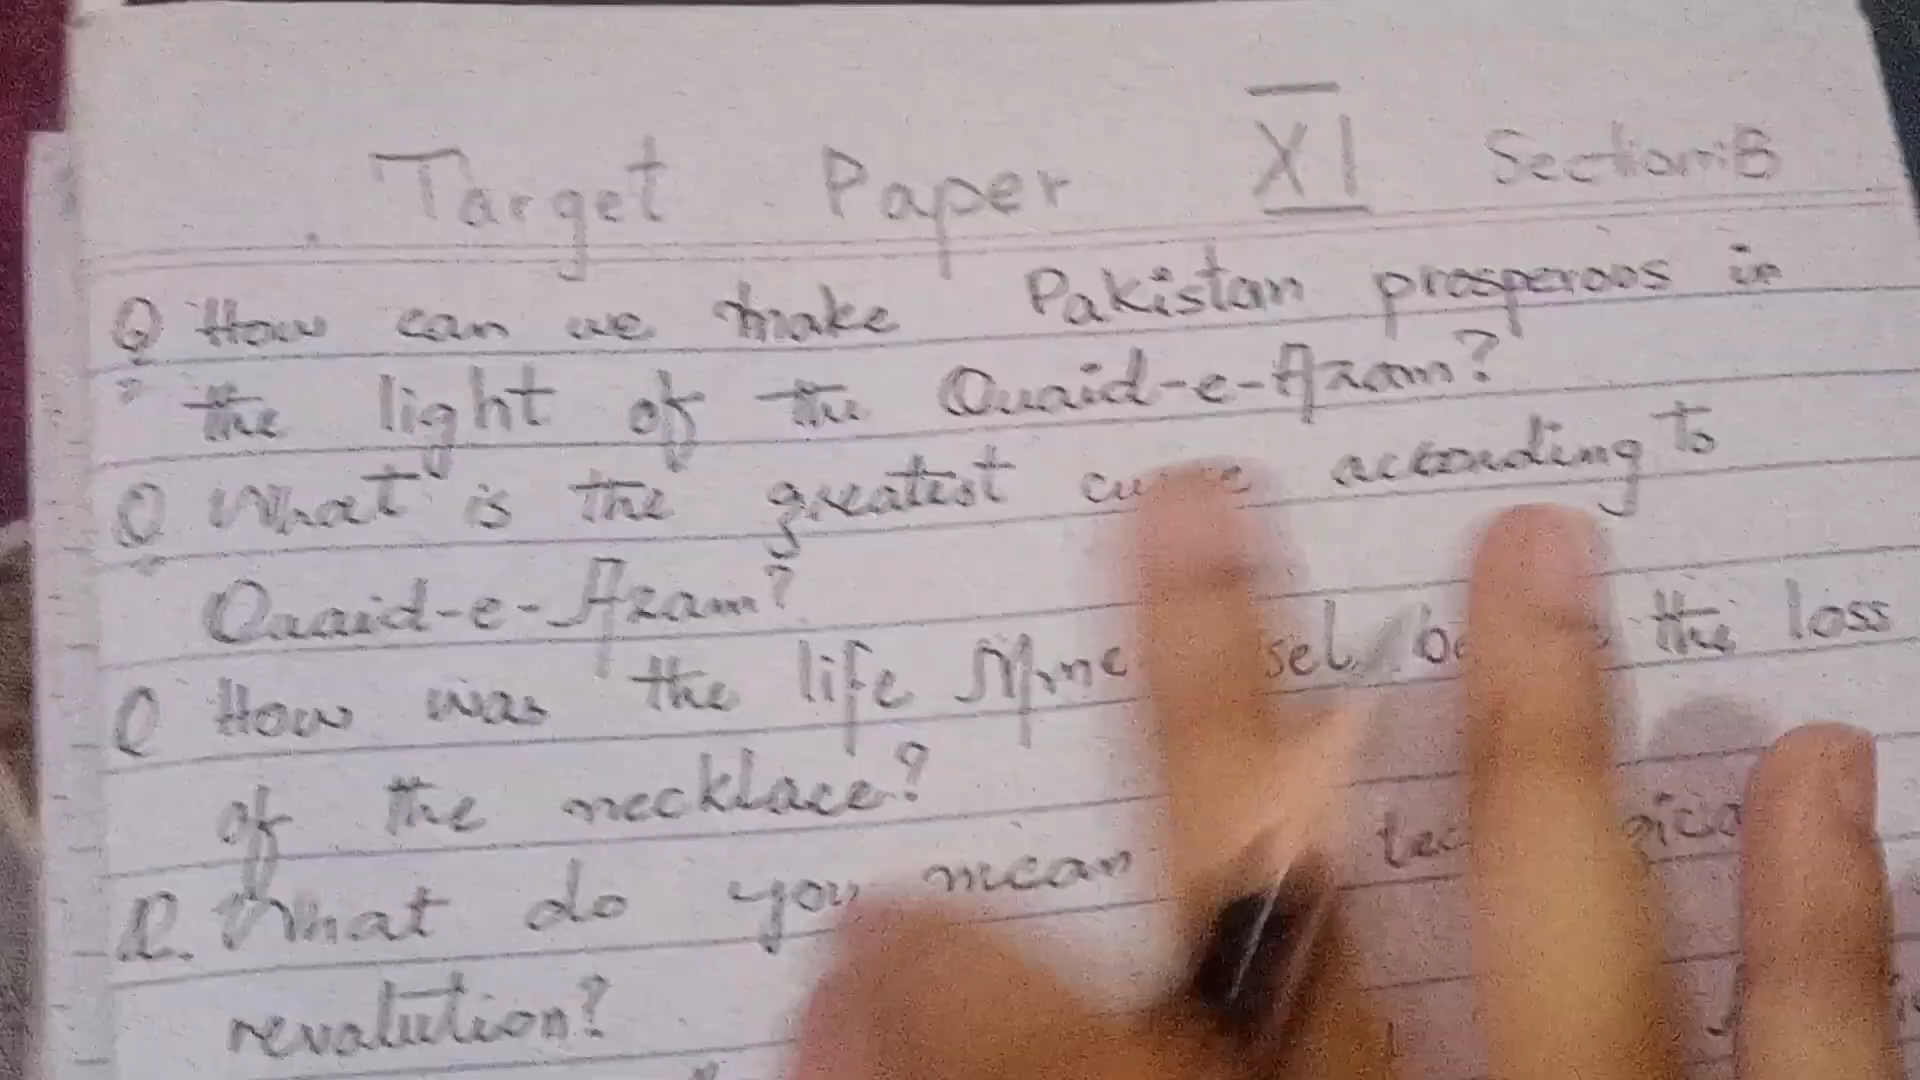 Target Paper XI Section:B
Q How can we make Pakistan prosperous in
the light of the Quaid-e-Azam?
Q What is the greatest according to
Quaid-e-Azam?
Q How was the life the loss
of the necklace?
Q. What do you mean
revalution?